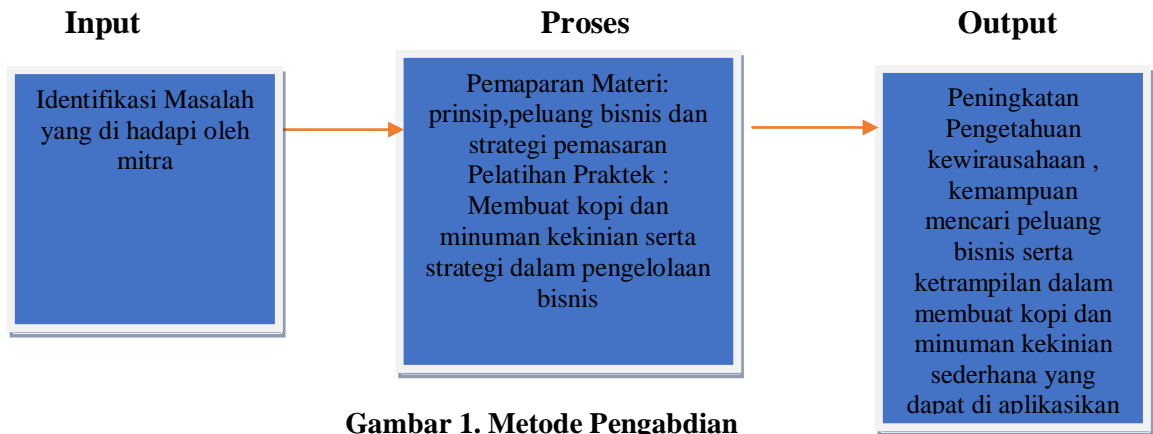 Input
Proses
Output
Identifikasi Masalah
yang di hadapi oleh
mitra
Pemaparan Materi:
prinsip,peluang bisnis dan
strategi pemasaran
Pelatihan Praktek :
Membuat kopi dan
minuman kekinian serta
strategi dalam pengelolaan
bisnis
Peningkatan
Pengetahuan
kewirausahaan ,
kemampuan
mencari peluang
bisnis serta
ketrampilan dalam
membuat kopi dan
minuman kekinian
sederhana yang
dapat di aplikasikan
Gambar 1. Metode Pengabdian